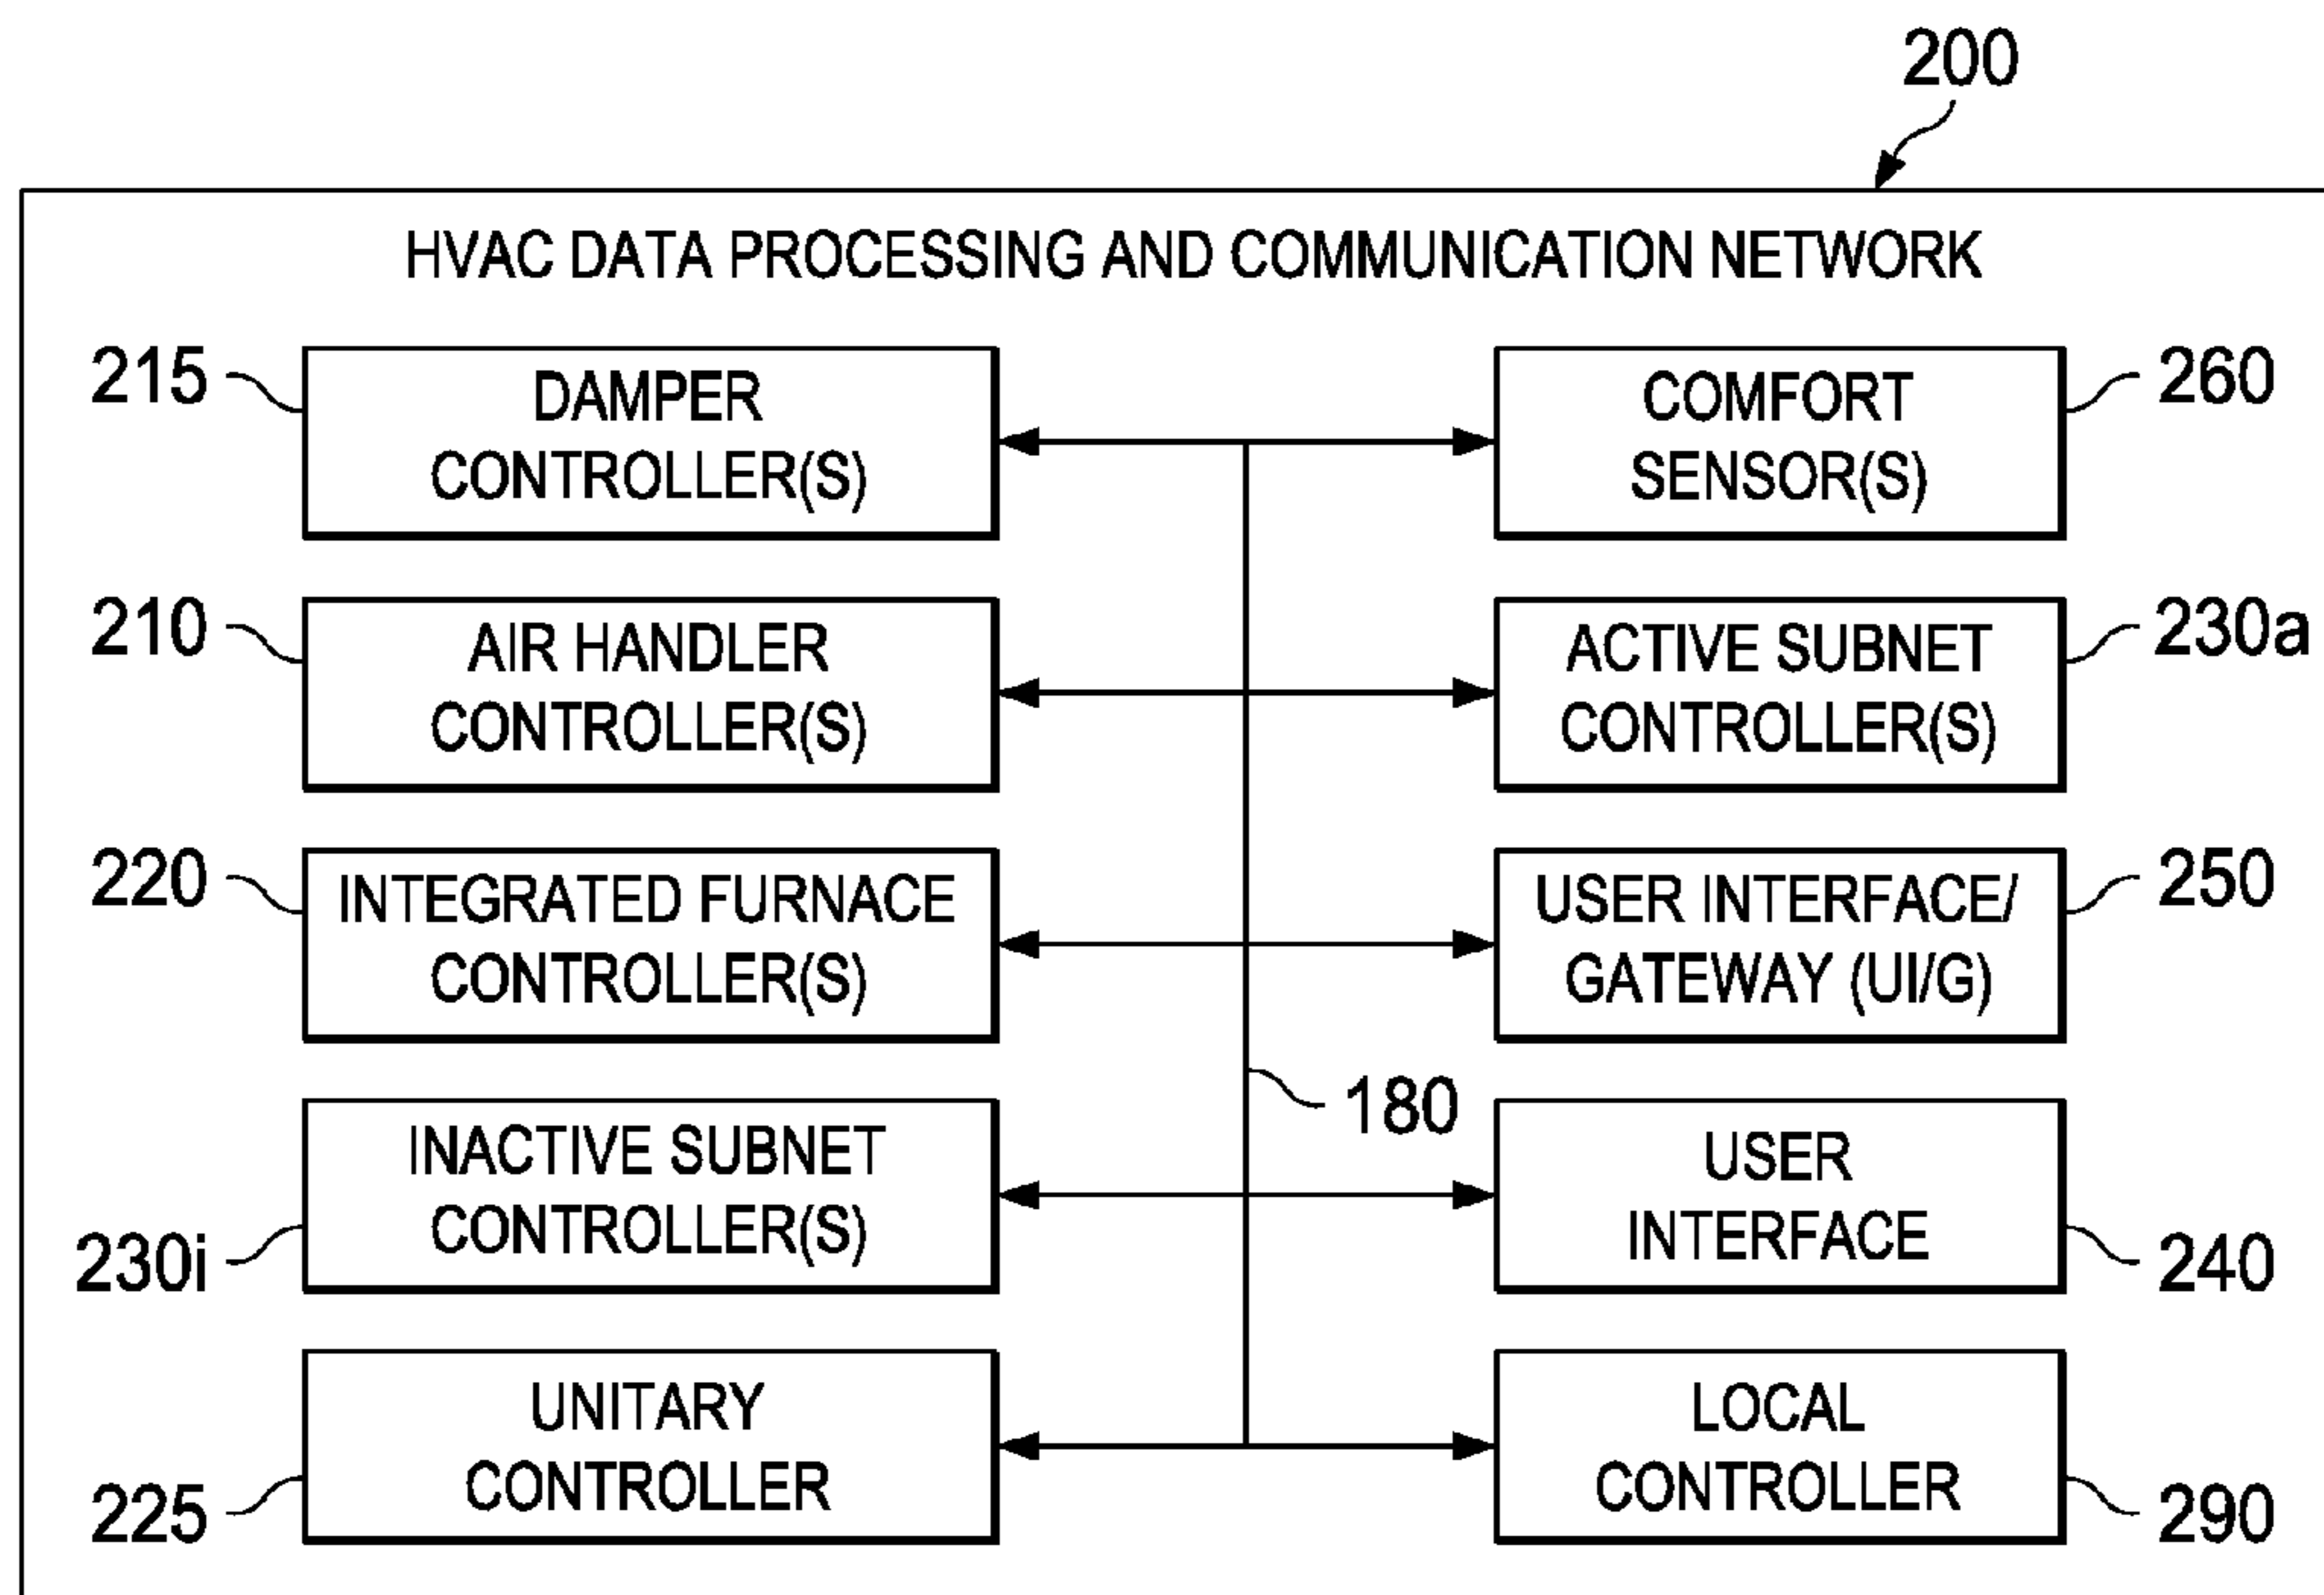 200
HVAC DATA PROCESSING AND COMMUNICATION NETWORK
215
DAMPER
CONTROLLER(S)
COMFORT
SENSOR(S)
260
210
AIR HANDLER
CONTROLLER(S)
ACTIVE SUBNET
CONTROLLER(S)
230a
220
INTEGRATED FURNACE
CONTROLLER(S)
USER INTERFACE/
GATEWAY (UI/G)
250
180
INACTIVE SUBNET
CONTROLLER(S)
230i
USER
INTERFACE
240
UNITARY
CONTROLLER
225
LOCAL
CONTROLLER
290